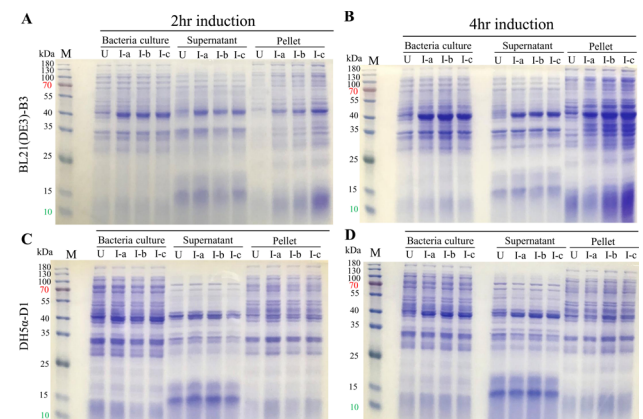 A 2hr induction
Bacteria culture Supernatant Pellet
kDa M U I-a I-b I-c U I-a I-b I-c U I-a I-b I-c
180
130
100
70
55
40
35
25
15
10
BL21(DE3)-B3
B 4hr induction
Bacteria culture Supernatant Pellet
kDa M U I-a I-b I-c U I-a I-b I-c U I-a I-b I-c
180
130
100
70
55
40
35
25
15
10
C
Bacteria culture Supernatant Pellet
kDa M U I-a I-b I-c U I-a I-b I-c U I-a I-b I-c
180
130
100
70
55
40
35
25
15
10
DH5α-D1
D
Bacteria culture Supernatant Pellet
kDa M U I-a I-b I-c U I-a I-b I-c U I-a I-b I-c
180
130
100
70
55
40
35
25
15
10